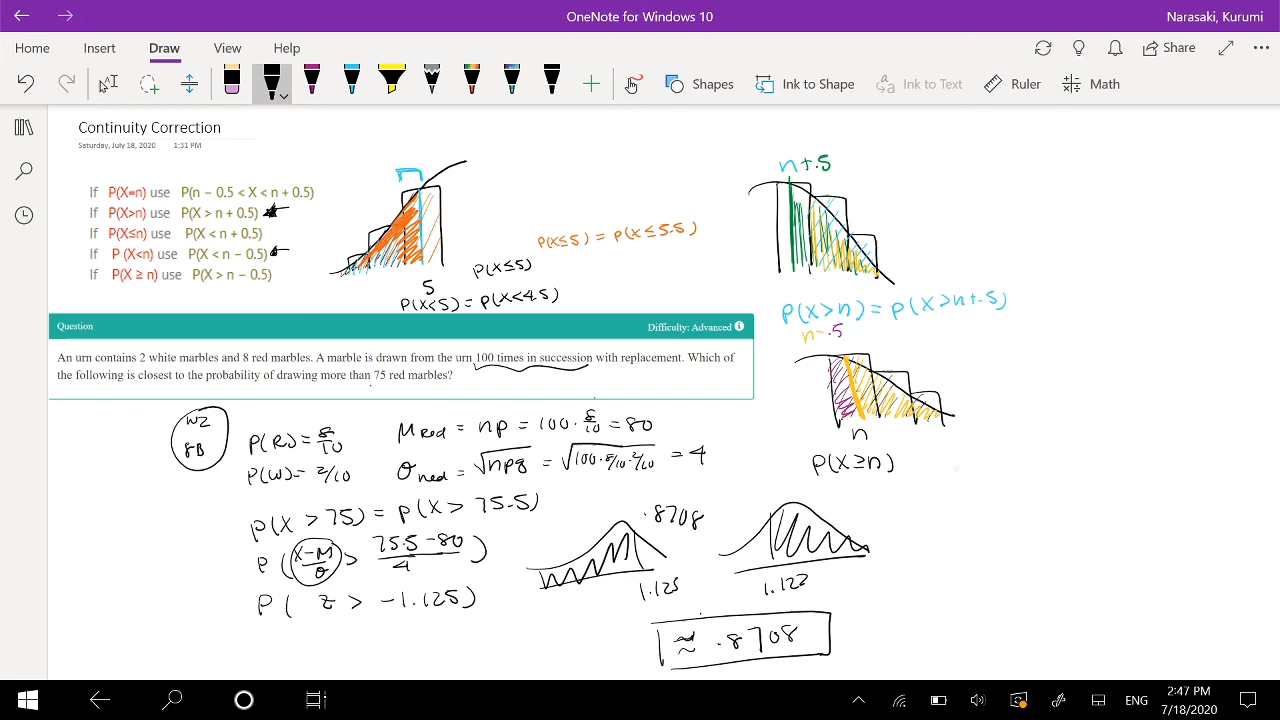 OneNote for Windows 10
Narasaki, Kurumi
Home Insert Draw View Help
Share
Shapes Ink to Shape Ink to Text Ruler Math
Continuity Correction
Saturday, July 18, 2020 1:31 PM
If P(X=n) use P(n − 0.5 < X < n + 0.5)
If P(X>n) use P(X > n + 0.5)
If P(X≤n) use P(X < n + 0.5)
If P (X<n) use P(X < n − 0.5)
If P(X ≥ n) use P(X > n − 0.5)
5
P(X≤5) = P(X≤5.5)
P(X≤5)
P(X<5) = P(X<4.5)
n+.5
P(X>n) = P(X>n+.5)
n-.5
n
P(X≥n)
Question
Difficulty: Advanced
An urn contains 2 white marbles and 8 red marbles. A marble is drawn from the urn 100 times in succession with replacement. Which of
the following is closest to the probability of drawing more than 75 red marbles?
W2
8B
P(R)= 8/10
P(W)= 2/10
μred = np = 100 · 8/10 = 80
σred = √npq = √100·8/10·2/10 = 4
P(X > 75) = P(X > 75.5)
P( X-M/σ > 75.5-80/4 )
P( z > -1.125)
.8708
1.125
1.122
≈ .8708
ENG
2:47 PM
7/18/2020